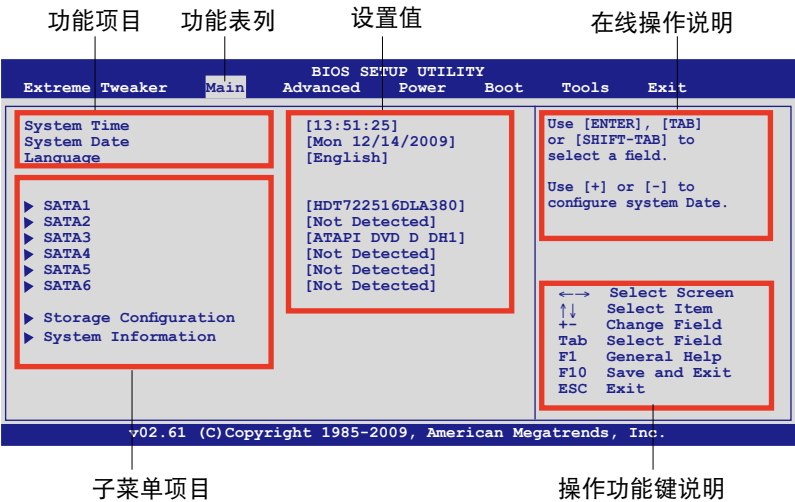 功能项目 功能表列 设置值 在线操作说明
BIOS SETUP UTILITY
Extreme Tweaker Main Advanced Power Boot Tools Exit
System Time [13:51:25]
System Date [Mon 12/14/2009]
Language [English]
SATA1 [HDT722516DLA380]
SATA2 [Not Detected]
SATA3 [ATAPI DVD D DH1]
SATA4 [Not Detected]
SATA5 [Not Detected]
SATA6 [Not Detected]
Storage Configuration
System Information
Use [ENTER], [TAB]
or [SHIFT-TAB] to
select a field.
Use [+] or [-] to
configure system Date.
←→ Select Screen
↑↓ Select Item
+- Change Field
Tab Select Field
F1 General Help
F10 Save and Exit
ESC Exit
v02.61 (C)Copyright 1985-2009, American Megatrends, Inc.
子菜单项目 操作功能键说明